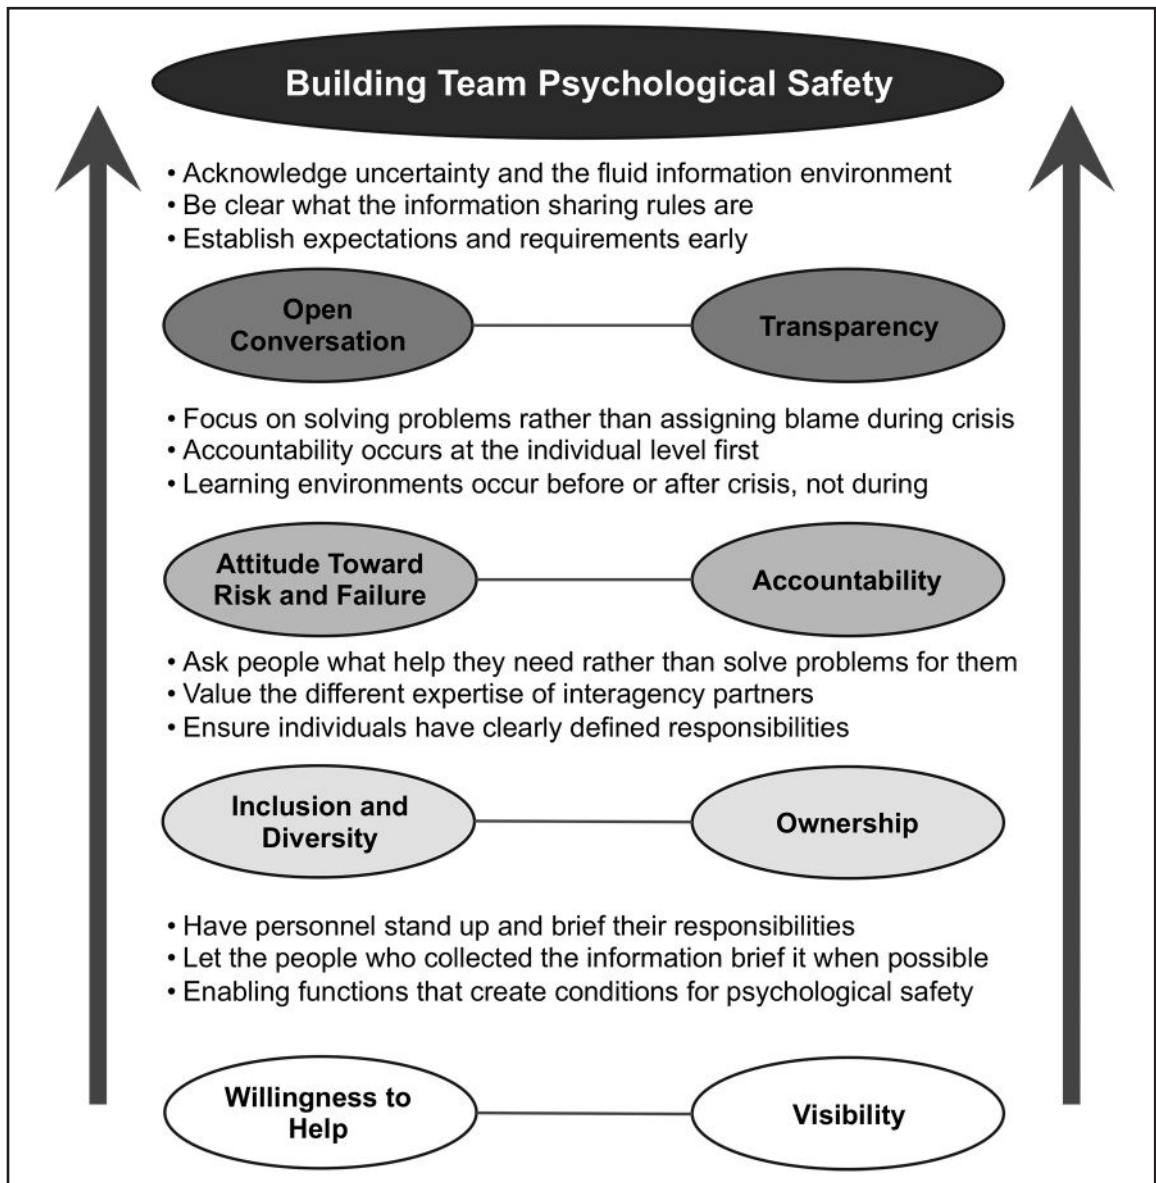 Building Team Psychological Safety
• Acknowledge uncertainty and the fluid information environment
• Be clear what the information sharing rules are
• Establish expectations and requirements early
Open
Conversation
Transparency
• Focus on solving problems rather than assigning blame during crisis
• Accountability occurs at the individual level first
• Learning environments occur before or after crisis, not during
Attitude Toward
Risk and Failure
Accountability
• Ask people what help they need rather than solve problems for them
• Value the different expertise of interagency partners
• Ensure individuals have clearly defined responsibilities
Inclusion and
Diversity
Ownership
• Have personnel stand up and brief their responsibilities
• Let the people who collected the information brief it when possible
• Enabling functions that create conditions for psychological safety
Willingness to
Help
Visibility